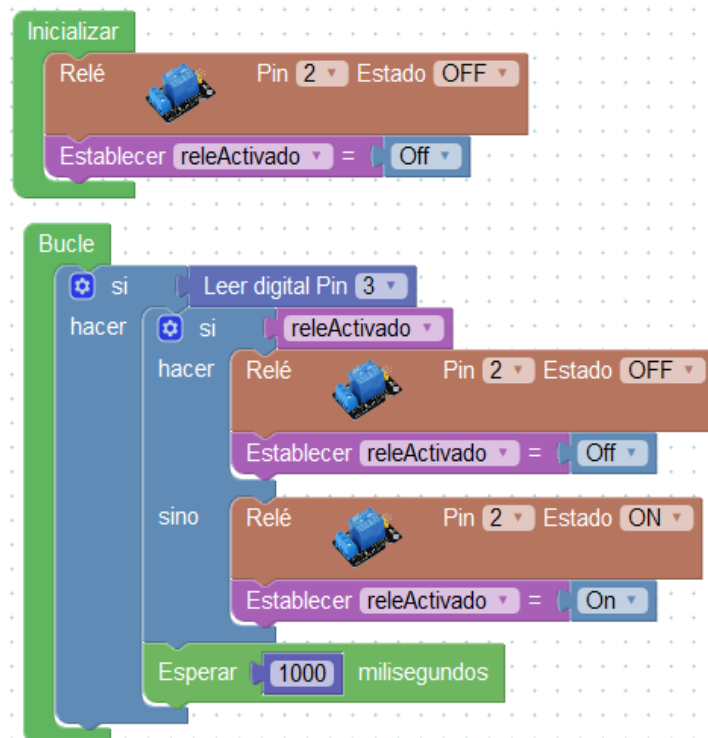 Inicializar
Relé Pin 2 Estado OFF
Establecer releActivado = Off
Bucle
si Leer digital Pin 3
hacer si releActivado
hacer Relé Pin 2 Estado OFF
Establecer releActivado = Off
sino Relé Pin 2 Estado ON
Establecer releActivado = On
Esperar 1000 milisegundos